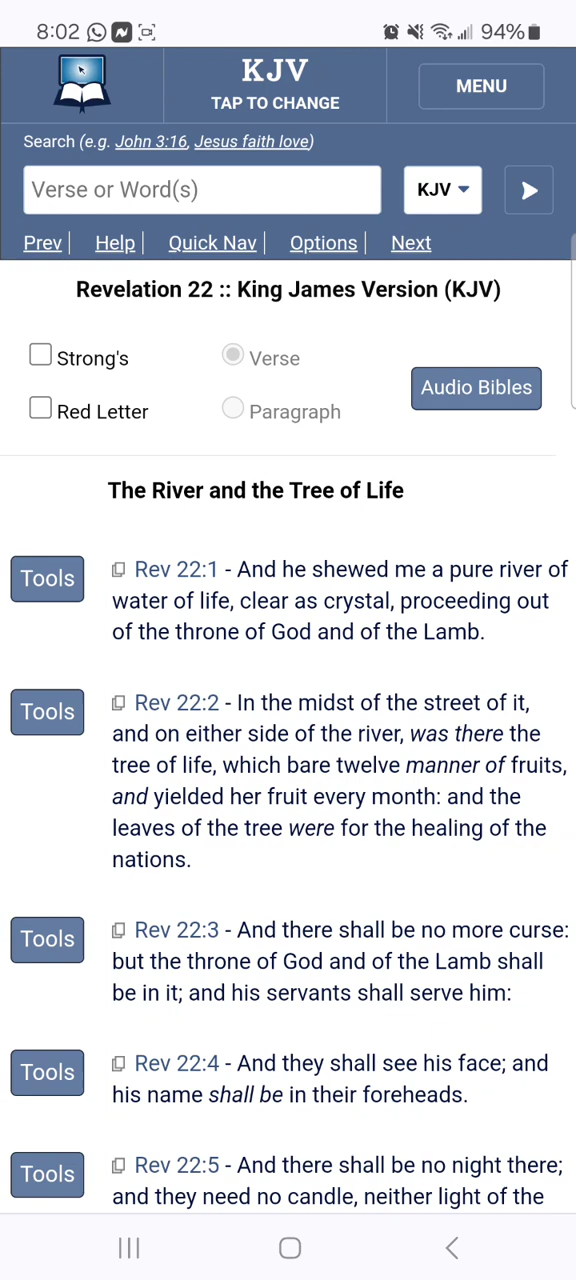 8:02
94%
KJV
TAP TO CHANGE
MENU
Search (e.g. John 3:16, Jesus faith love)
Verse or Word(s)
KJV
Prev | Help | Quick Nav | Options | Next
Revelation 22 :: King James Version (KJV)
Strong's
Verse
Red Letter
Paragraph
Audio Bibles
The River and the Tree of Life
Tools
Rev 22:1 - And he shewed me a pure river of
water of life, clear as crystal, proceeding out
of the throne of God and of the Lamb.
Tools
Rev 22:2 - In the midst of the street of it,
and on either side of the river, was there the
tree of life, which bare twelve manner of fruits,
and yielded her fruit every month: and the
leaves of the tree were for the healing of the
nations.
Tools
Rev 22:3 - And there shall be no more curse:
but the throne of God and of the Lamb shall
be in it; and his servants shall serve him:
Tools
Rev 22:4 - And they shall see his face; and
his name shall be in their foreheads.
Tools
Rev 22:5 - And there shall be no night there;
and they need no candle, neither light of the